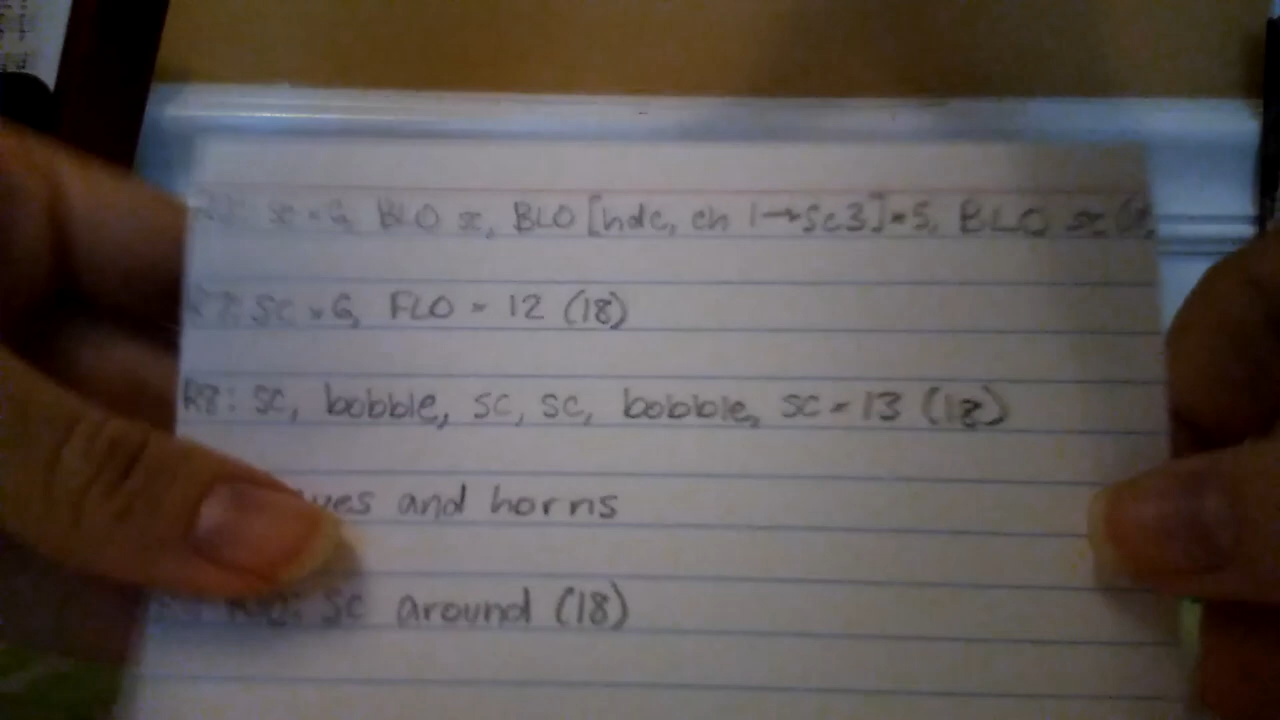 sc × 6, BLO sc, BLO [hdc, ch 1→sc3] × 5, BLO sc
sc × 6, FLO × 12 (18)
R8: sc, bobble, sc, sc, bobble, sc × 13 (18)
and horns
sc around (18)